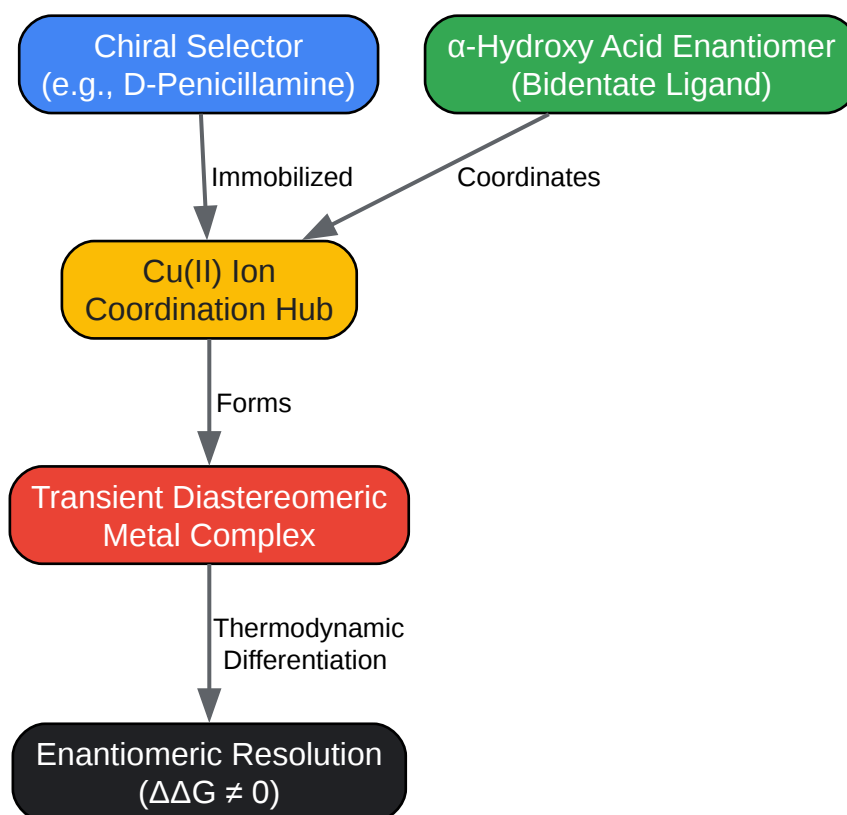 Chiral Selector
(e.g., D-Penicillamine)
α-Hydroxy Acid Enantiomer
(Bidentate Ligand)
Immobilized
Coordinates
Cu(II) Ion
Coordination Hub
Forms
Transient Diastereomeric
Metal Complex
Thermodynamic
Differentiation
Enantiomeric Resolution
(ΔΔG ≠ 0)